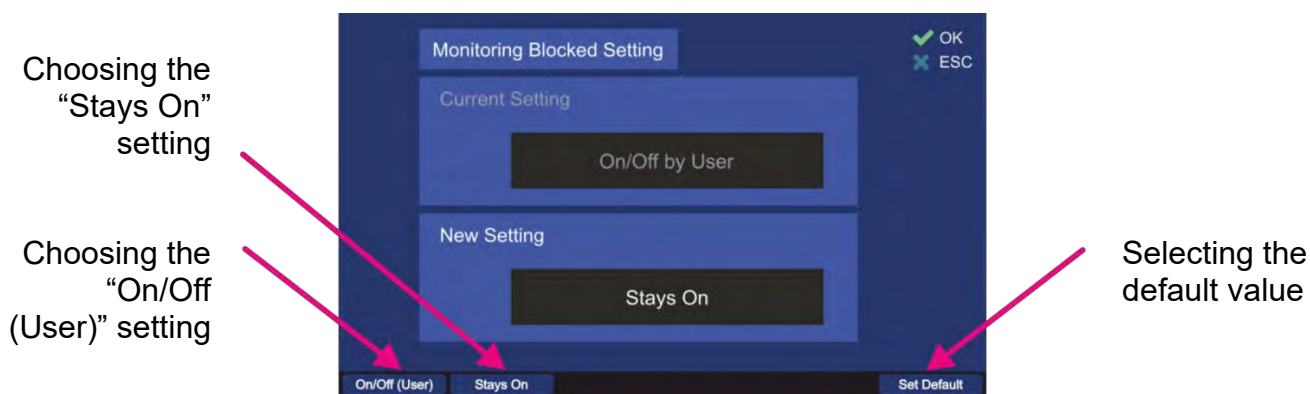 Choosing the
“Stays On”
setting
Choosing the
“On/Off
(User)” setting
Monitoring Blocked Setting
OK
ESC
Current Setting
On/Off by User
New Setting
Stays On
On/Off (User)
Stays On
Set Default
Selecting the
default value